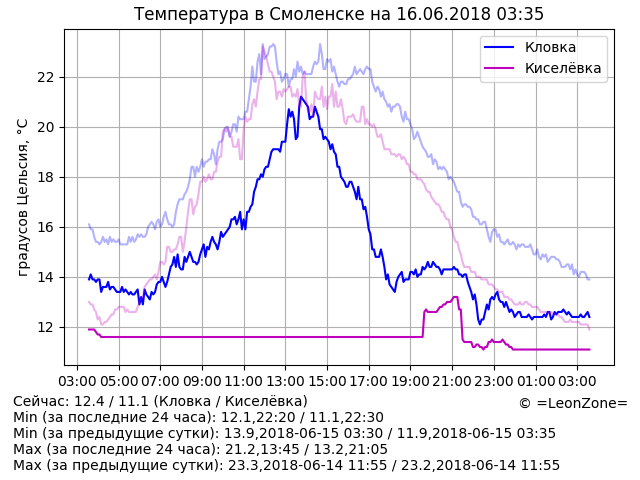 Температура в Смоленске на 16.06.2018 03:35
градусов Цельсия, °C
22
20
18
16
14
12
Кловка
Киселёвка
03:00 05:00 07:00 09:00 11:00 13:00 15:00 17:00 19:00 21:00 23:00 01:00 03:00
Сейчас: 12.4 / 11.1 (Кловка / Киселёвка)
© =LeonZone=
Min (за последние 24 часа): 12.1,22:20 / 11.1,22:30
Min (за предыдущие сутки): 13.9,2018-06-15 03:30 / 11.9,2018-06-15 03:35
Max (за последние 24 часа): 21.2,13:45 / 13.2,21:05
Max (за предыдущие сутки): 23.3,2018-06-14 11:55 / 23.2,2018-06-14 11:55